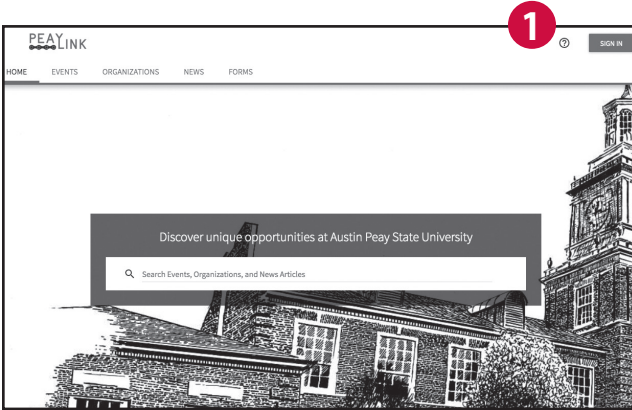 PEAYLINK
1
SIGN IN
HOME EVENTS ORGANIZATIONS NEWS FORMS
Discover unique opportunities at Austin Peay State University
Search Events, Organizations, and News Articles